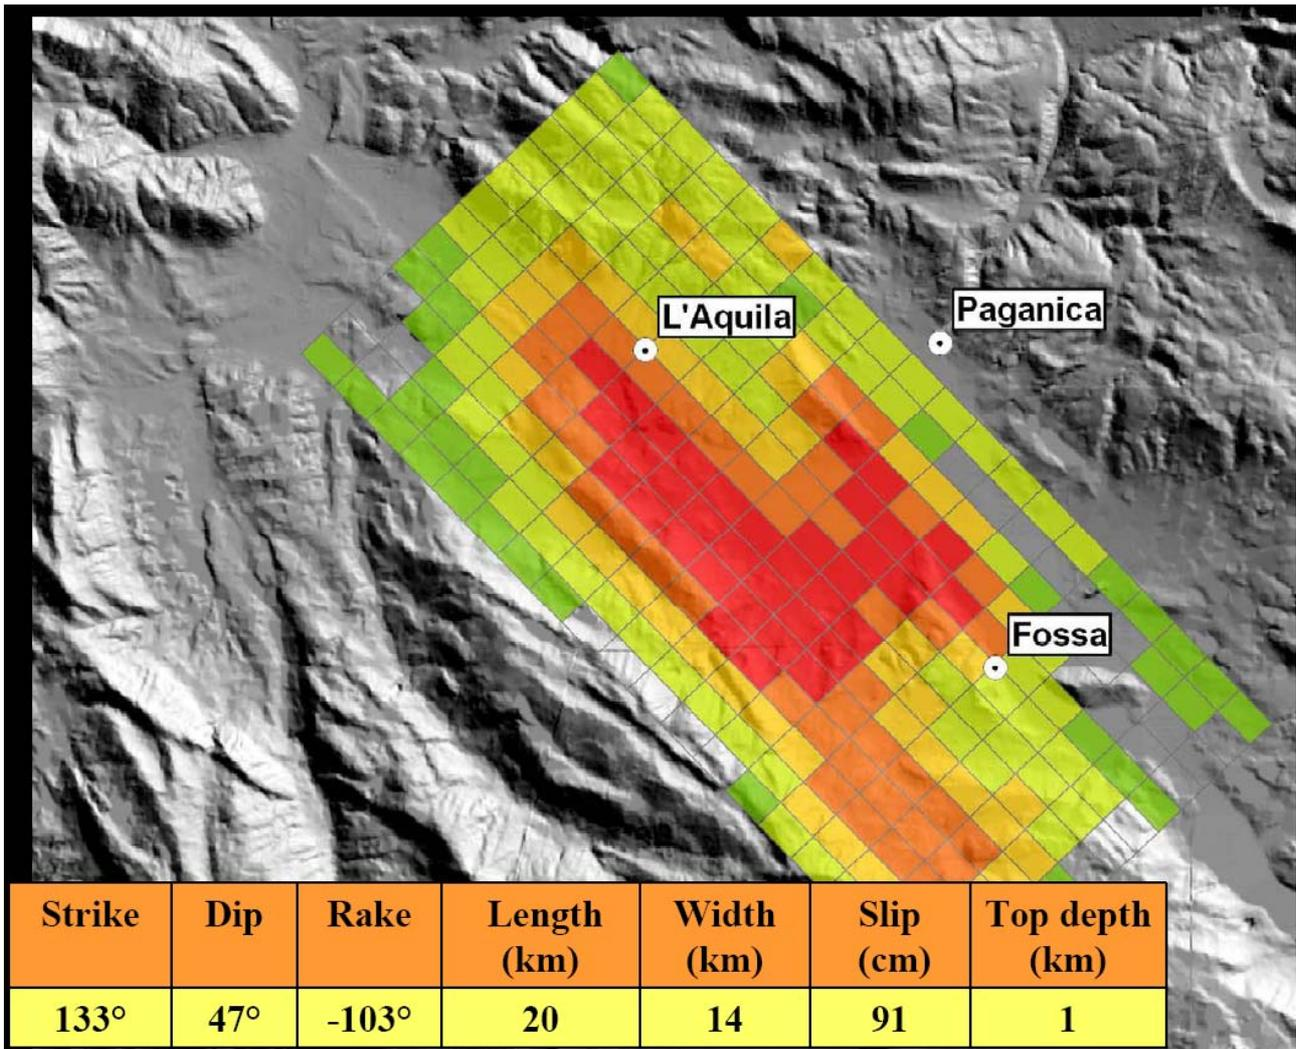 L'Aquila
Paganica
Fossa
Strike Dip Rake Length (km) Width (km) Slip (cm) Top depth (km)
133° 47° -103° 20 14 91 1